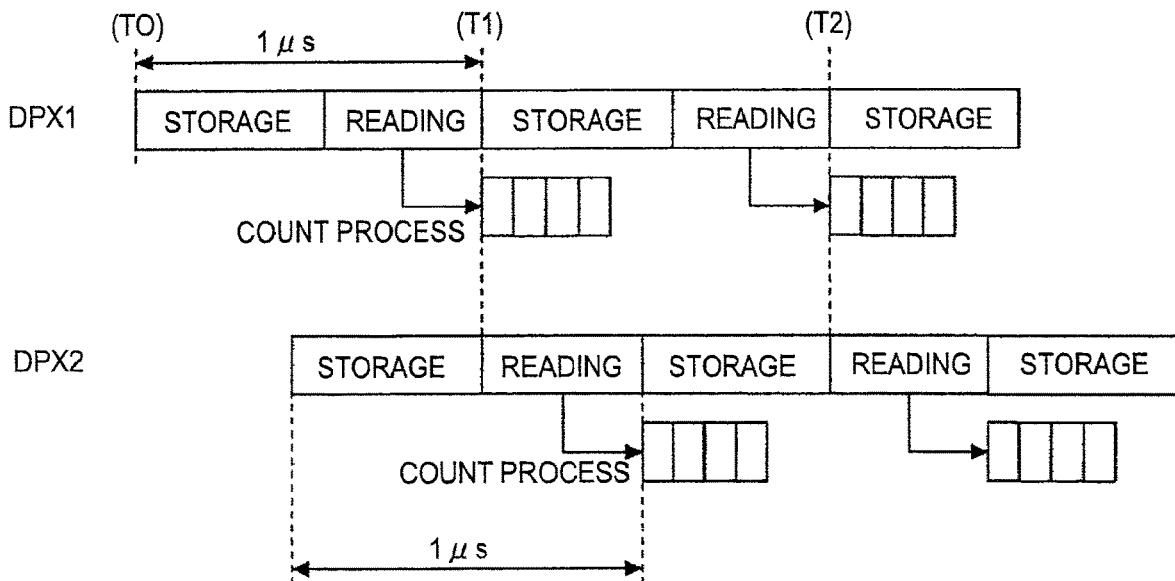 (T0) (T1) (T2)
1 μ s
DPX1 STORAGE READING STORAGE READING STORAGE
COUNT PROCESS
DPX2 STORAGE READING STORAGE READING STORAGE
COUNT PROCESS
1 μ s